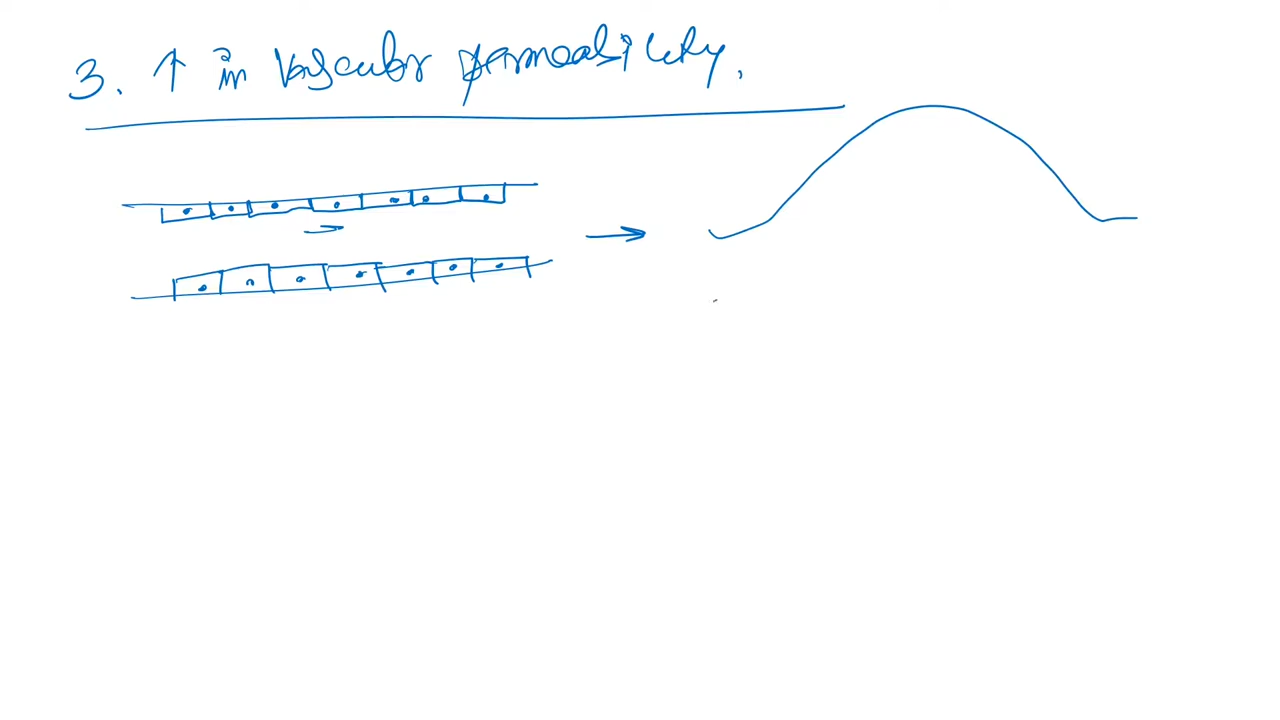 3. ↑ in vascular permeability.